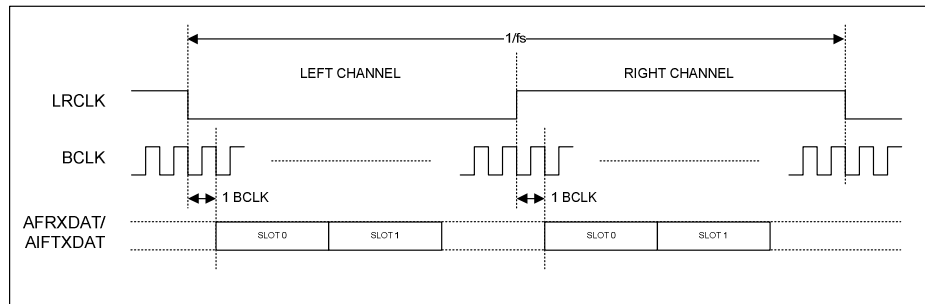 1/fs
LEFT CHANNEL RIGHT CHANNEL
LRCLK
BCLK
1 BCLK 1 BCLK
AFRXDAT/
AIFTXDAT
SLOT 0 SLOT 1 SLOT 0 SLOT 1